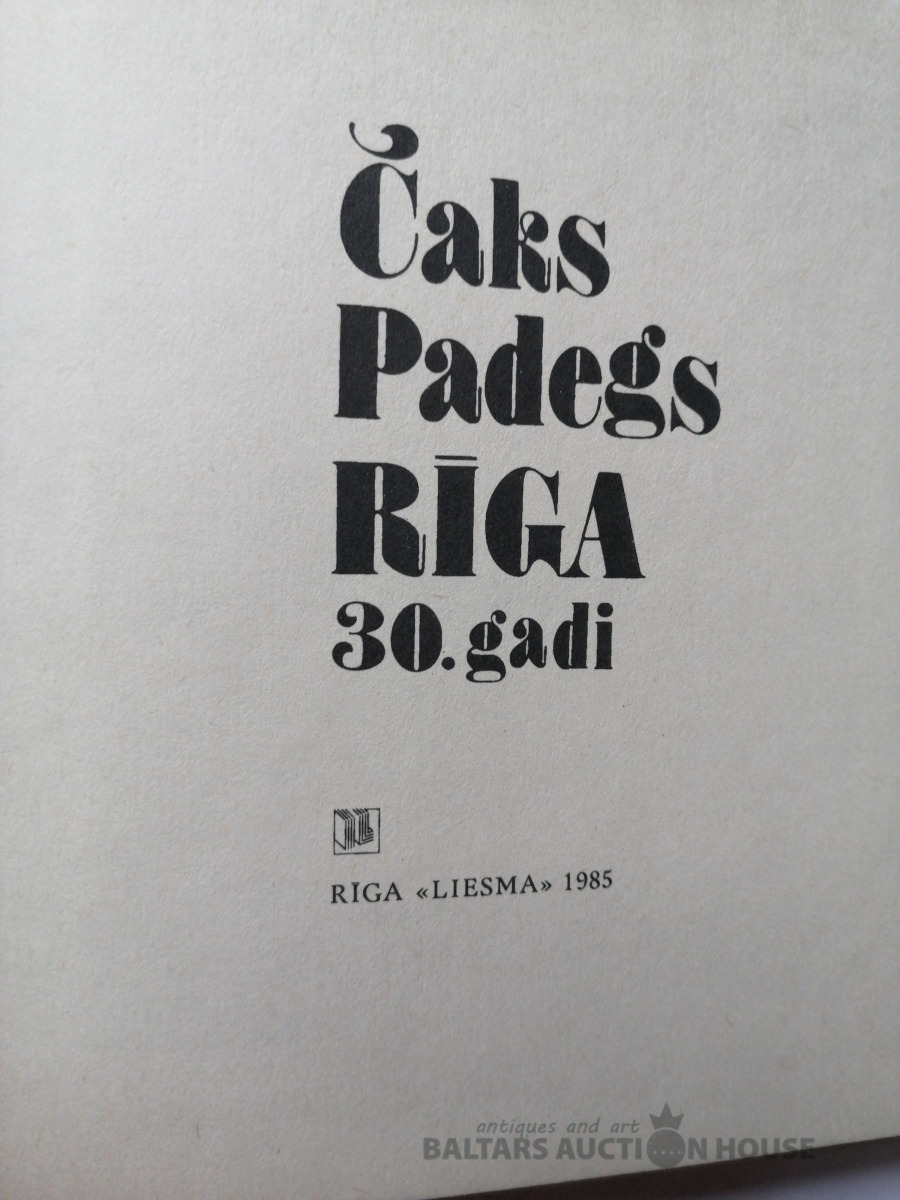 Čaks
Padegs
RĪGA
30. gadi
RĪGA «LIESMA» 1985
antiques and art
BALTARS AUCTION HOUSE